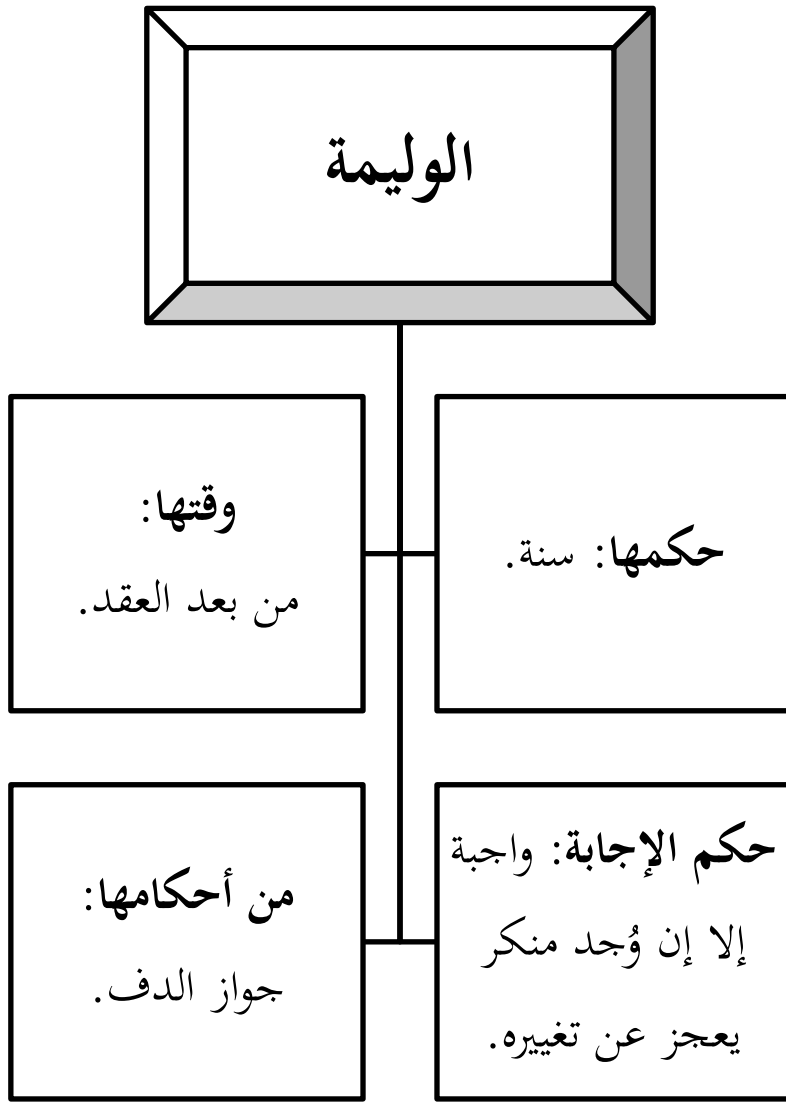 الوليمة
حكمها: سنة.
وقتها:
من بعد العقد.
حكم الإجابة: واجبة
إلا إن وُجد منكر
يعجز عن تغييره.
من أحكامها:
جواز الدف.